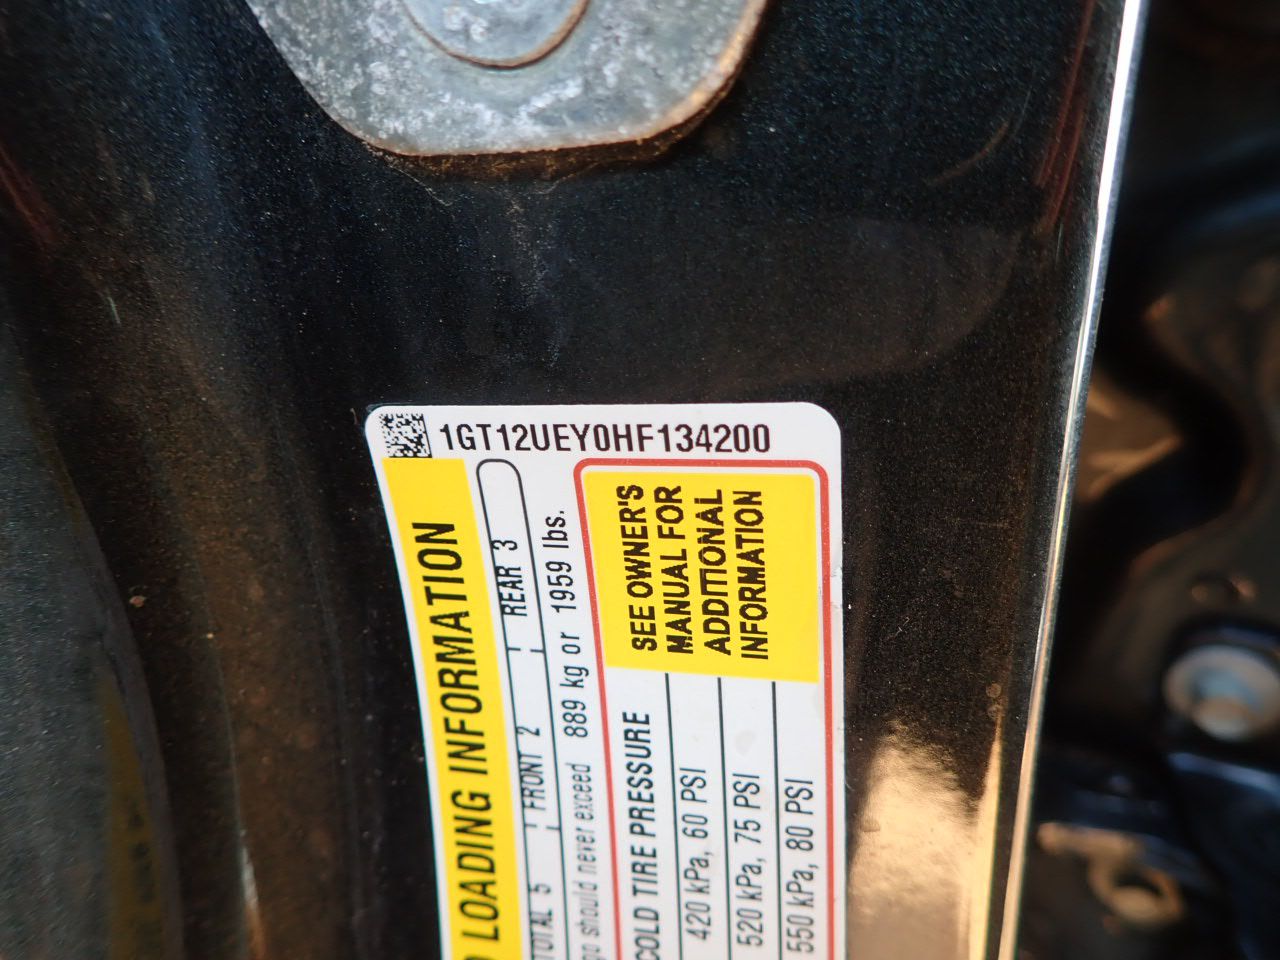 1GT12UEY0HF134200
LOADING INFORMATION
TOTAL 5 FRONT 2 REAR 3
should never exceed 889 kg or 1959 lbs.
COLD TIRE PRESSURE
420 kPa, 60 PSI
520 kPa, 75 PSI
550 kPa, 80 PSI
SEE OWNER'S
MANUAL FOR
ADDITIONAL
INFORMATION